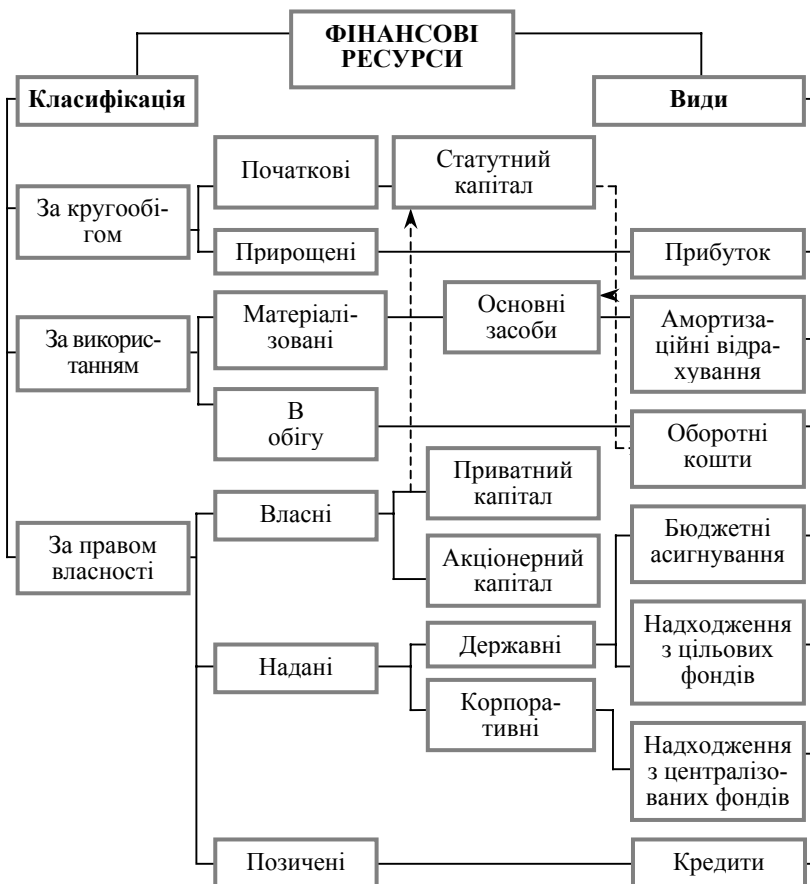 ФІНАНСОВІ
РЕСУРСИ
Класифікація
Види
Початкові
Статутний
капітал
За кругообі-
гом
Прирощені
Прибуток
Матеріалі-
зовані
Основні
засоби
Амортиза-
ційні відра-
хування
За викорис-
танням
В
обігу
Оборотні
кошти
Приватний
капітал
Власні
Бюджетні
асигнування
За правом
власності
Акціонерний
капітал
Державні
Надходження
з цільових
фондів
Надані
Корпора-
тивні
Надходження
з централізо-
ваних фондів
Позичені
Кредити